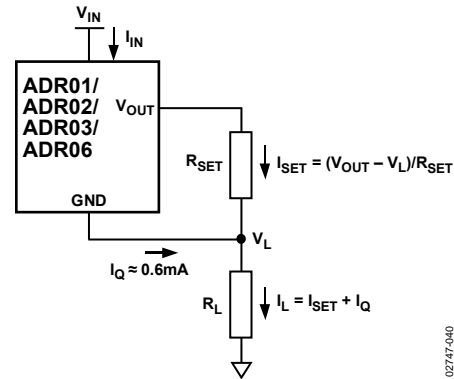 V_IN
I_IN
ADR01/
ADR02/
ADR03/
ADR06
V_OUT
R_SET
I_SET = (V_OUT – V_L)/R_SET
GND
V_L
I_Q ≈ 0.6mA
R_L
I_L = I_SET + I_Q
02747-040